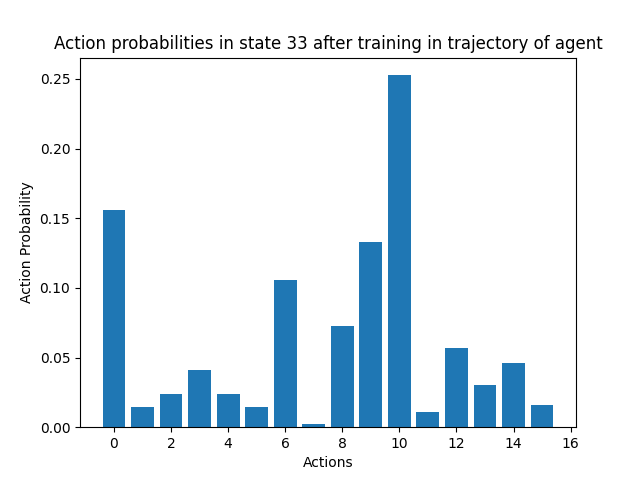 Action probabilities in state 33 after training in trajectory of agent
0.25
0.20
0.15
0.10
0.05
0.00
Action Probability
0 2 4 6 8 10 12 14 16
Actions